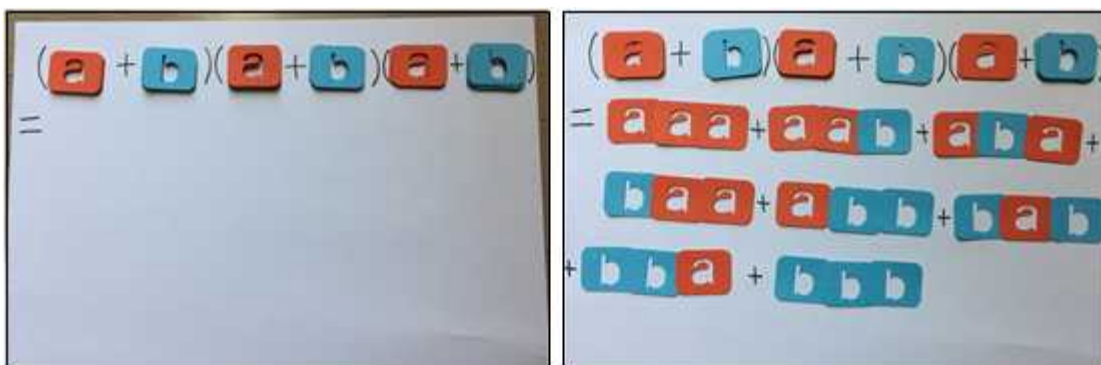 (a + b)(a + b)(a + b)
=
(a + b)(a + b)(a + b)
= aaa + aab + aba +
baa + abb + bab
+ bba + bbb